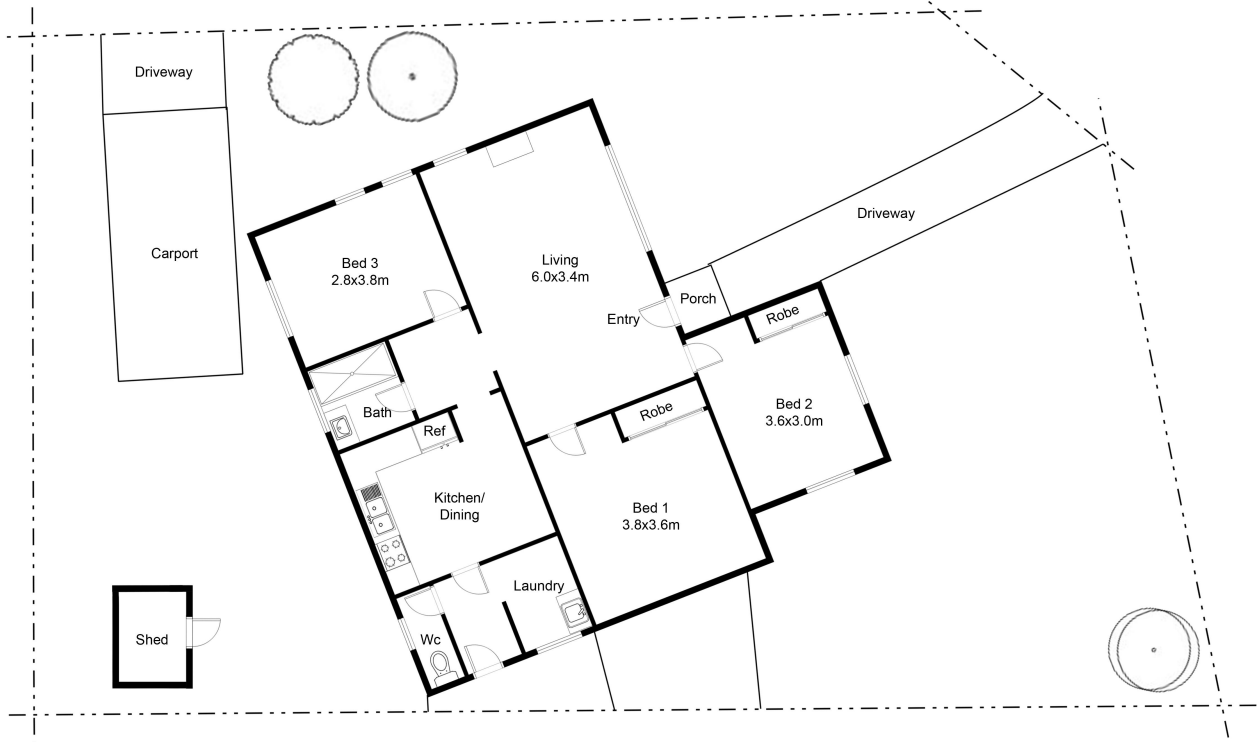 Driveway
Carport
Bed 3
2.8x3.8m
Living
6.0x3.4m
Driveway
Porch
Entry
Robe
Bed 2
3.6x3.0m
Robe
Bath
Ref
Kitchen/
Dining
Bed 1
3.8x3.6m
Laundry
Wc
Shed